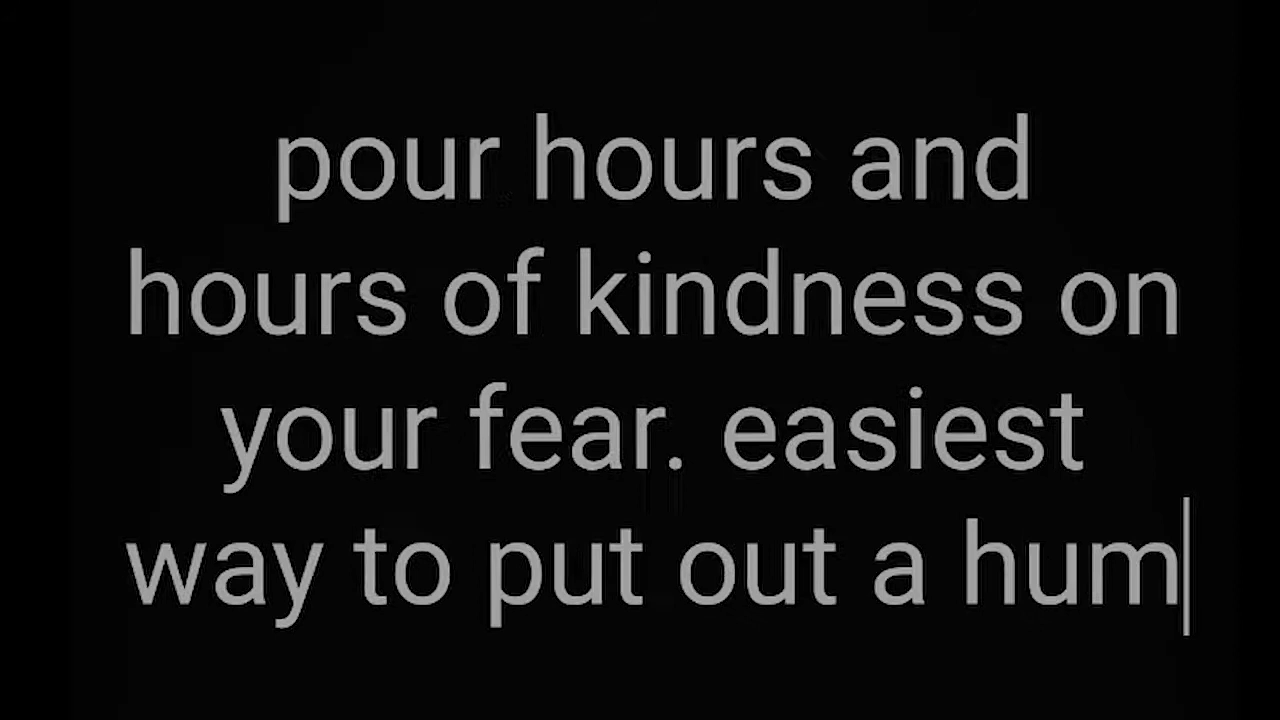 pour hours and
hours of kindness on
your fear. easiest
way to put out a hum